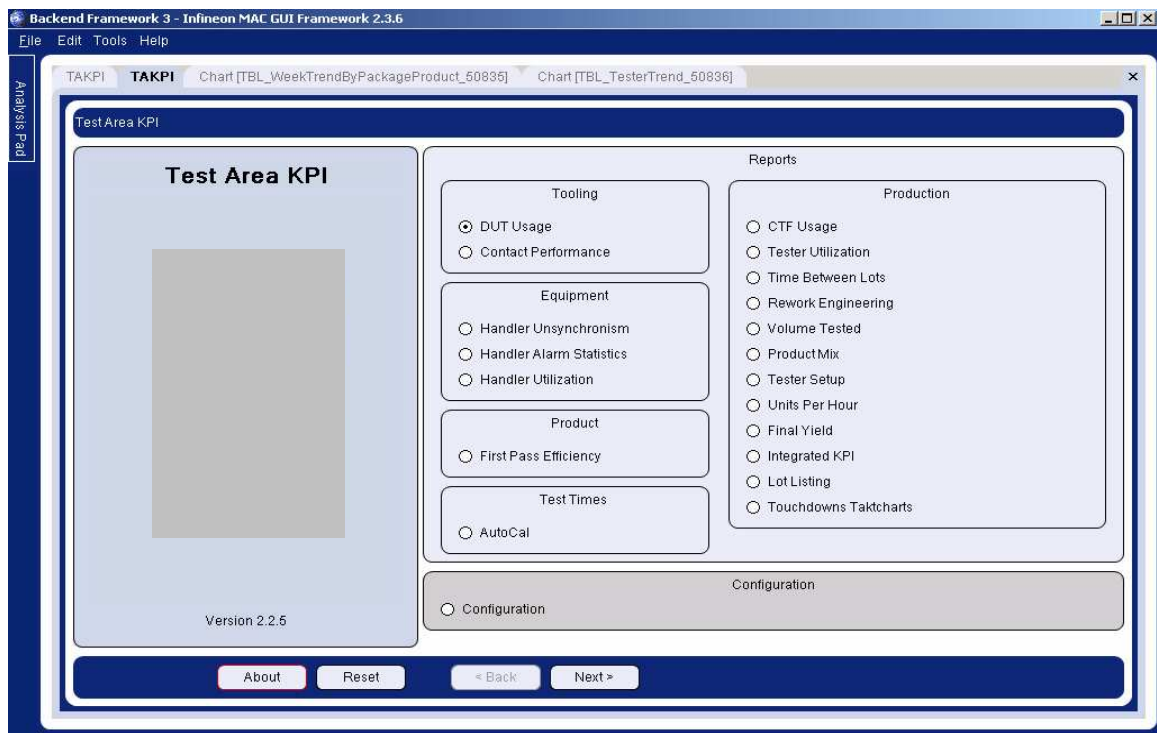 Backend Framework 3 - Infineon MAC GUI Framework 2.3.6
File Edit Tools Help
Analysis Pad
TAKPI TAKPI Chart [TBL_WeekTrendByPackageProduct_50835] Chart [TBL_TesterTrend_50836]
Test Area KPI
Test Area KPI
Version 2.2.5
Reports
Tooling
DUT Usage
Contact Performance
Equipment
Handler Unsynchronism
Handler Alarm Statistics
Handler Utilization
Product
First Pass Efficiency
Test Times
AutoCal
Production
CTF Usage
Tester Utilization
Time Between Lots
Rework Engineering
Volume Tested
Product Mix
Tester Setup
Units Per Hour
Final Yield
Integrated KPI
Lot Listing
Touchdowns Taktcharts
Configuration
Configuration
About Reset < Back Next >